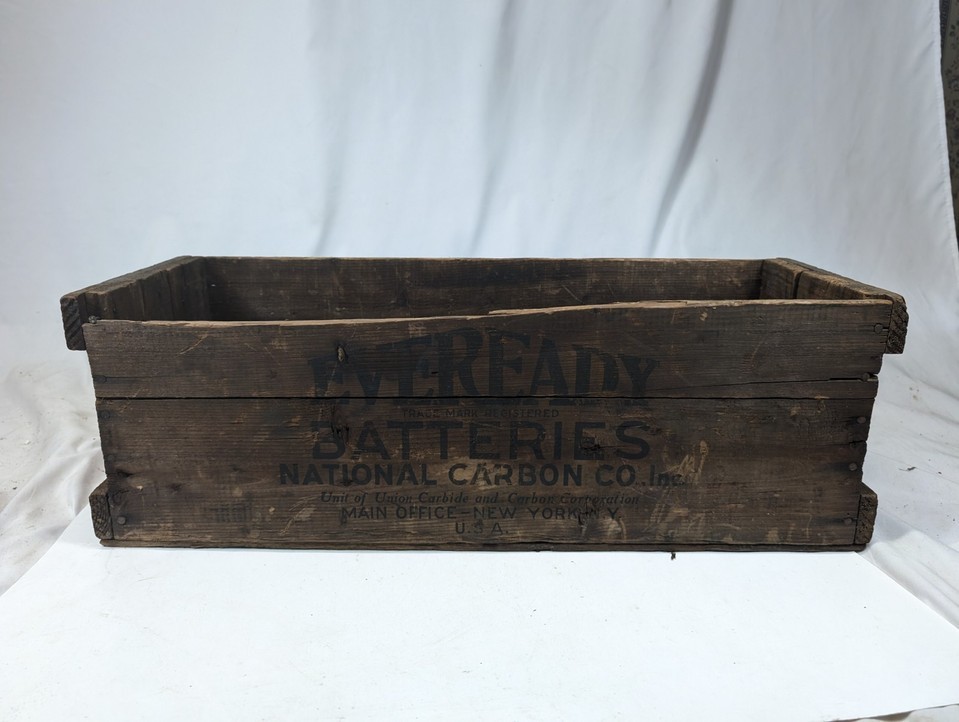 EVEREADY
TRADE MARK REGISTERED
BATTERIES
NATIONAL CARBON CO., Inc.
Unit of Union Carbide and Carbon Corporation
MAIN OFFICE - NEW YORK, N.Y.
U.S.A.